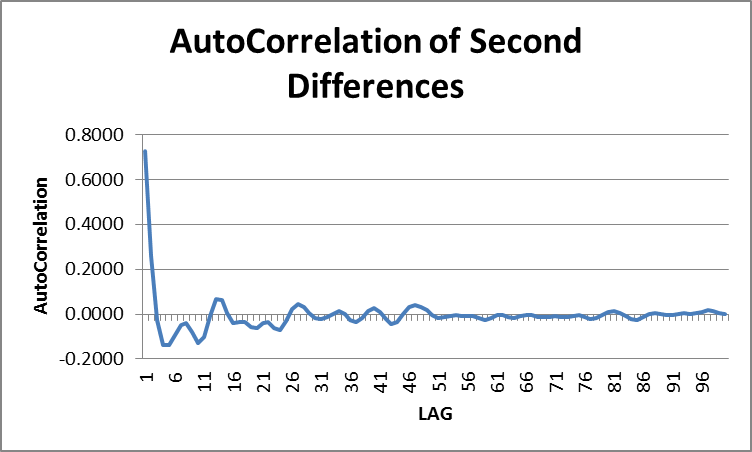 AutoCorrelation of Second
Differences
AutoCorrelation
0.8000
0.6000
0.4000
0.2000
0.0000
-0.2000
1 6 11 16 21 26 31 36 41 46 51 56 61 66 71 76 81 86 91 96
LAG